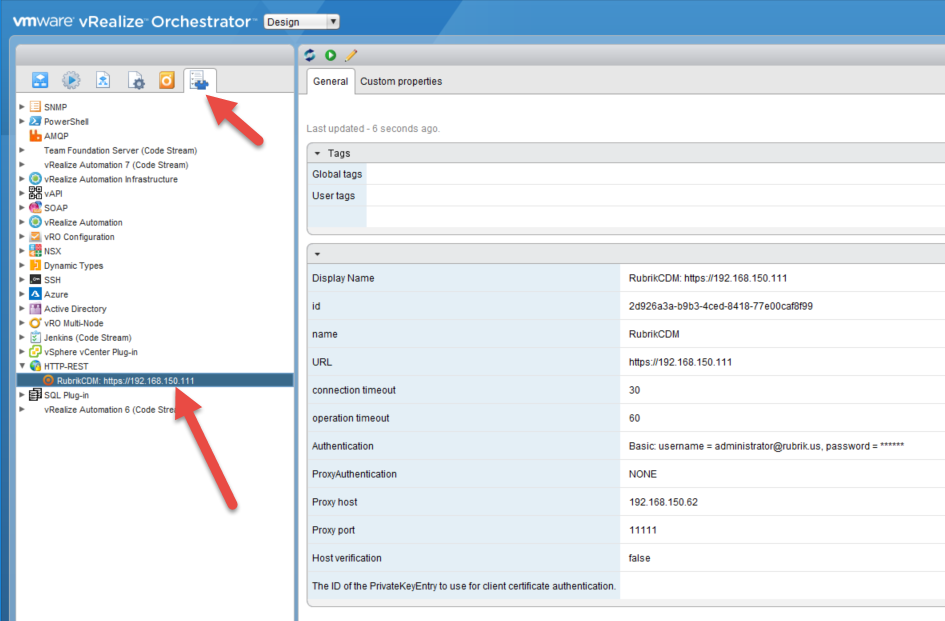 vmware vRealize™ Orchestrator™ Design
General Custom properties
SNMP
PowerShell
AMQP
Team Foundation Server (Code Stream)
vRealize Automation 7 (Code Stream)
vRealize Automation Infrastructure
vAPI
SOAP
vRealize Automation
vRO Configuration
NSX
Dynamic Types
SSH
Azure
Active Directory
vRO Multi-Node
Jenkins (Code Stream)
vSphere vCenter Plug-in
HTTP-REST
RubrikCDM: https://192.168.150.111
SQL Plug-in
vRealize Automation 6 (Code Stre
Last updated - 6 seconds ago.
Tags
Global tags
User tags
Display Name RubrikCDM: https://192.168.150.111
id 2d926a3a-b9b3-4ced-8418-77e00caf8f99
name RubrikCDM
URL https://192.168.150.111
connection timeout 30
operation timeout 60
Authentication Basic: username = administrator@rubrik.us, password = ******
ProxyAuthentication NONE
Proxy host 192.168.150.62
Proxy port 11111
Host verification false
The ID of the PrivateKeyEntry to use for client certificate authentication.